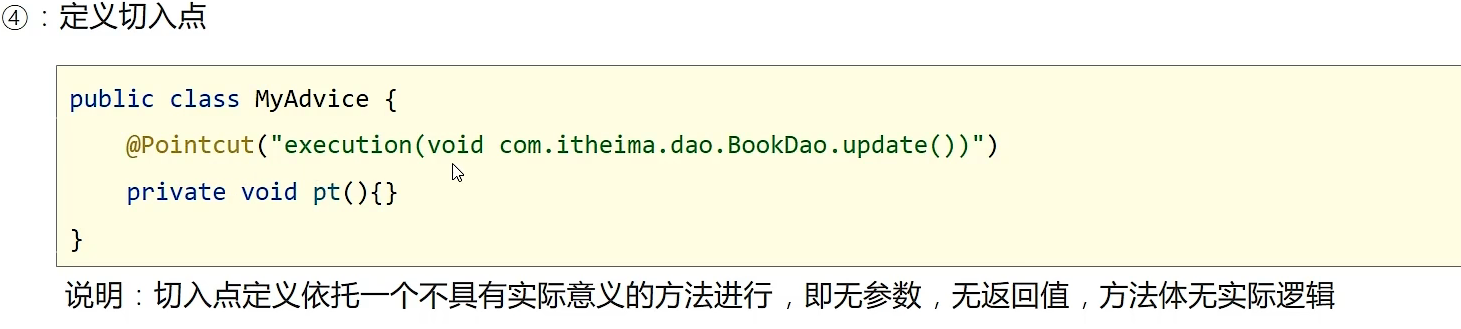 ④：定义切入点
public class MyAdvice {
    @Pointcut("execution(void com.itheima.dao.BookDao.update())")
    private void pt(){}
}
说明：切入点定义依托一个不具有实际意义的方法进行，即无参数，无返回值，方法体无实际逻辑